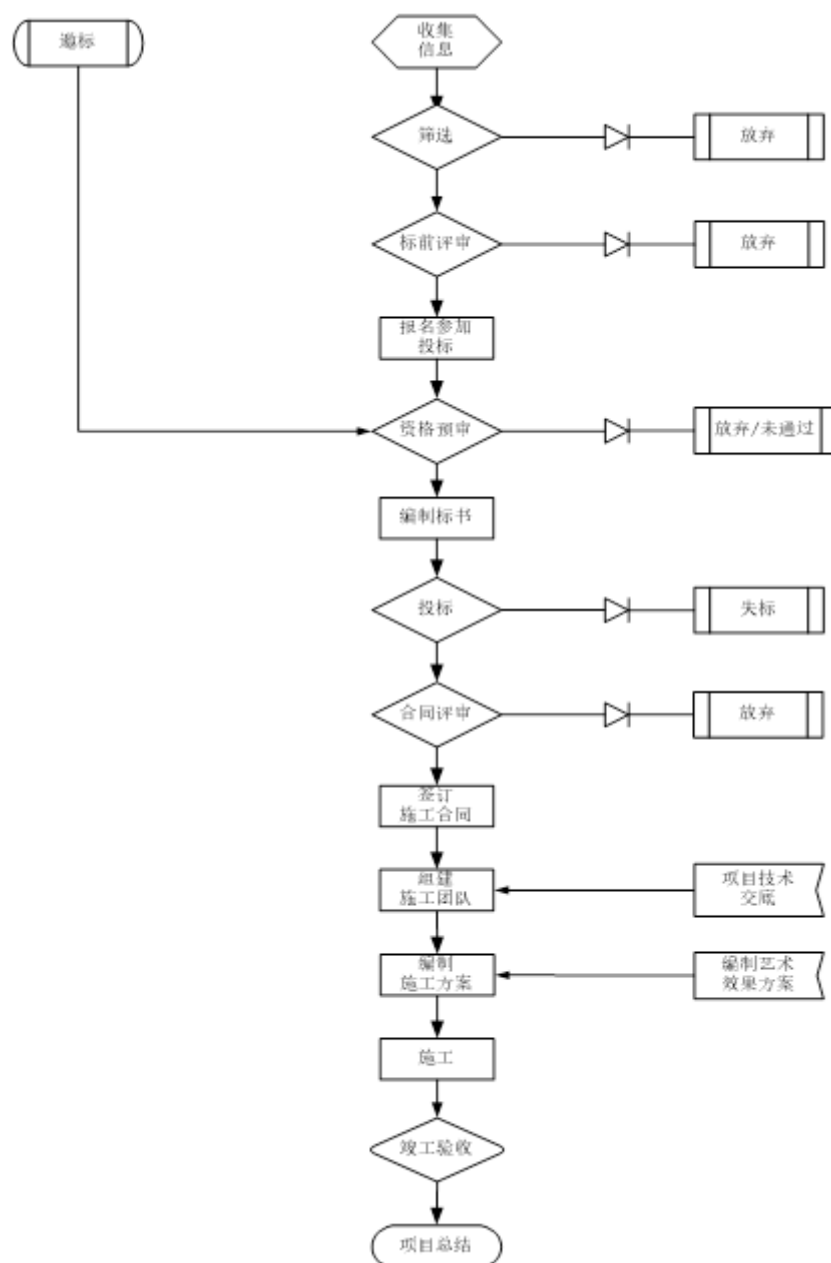 邀标
收集
信息
筛选
放弃
标前评审
放弃
报名参加
投标
资格预审
放弃/未通过
编制标书
投标
失标
合同评审
放弃
签订
施工合同
组建
施工团队
项目技术
交底
编制
施工方案
编制艺术
效果方案
施工
竣工验收
项目总结